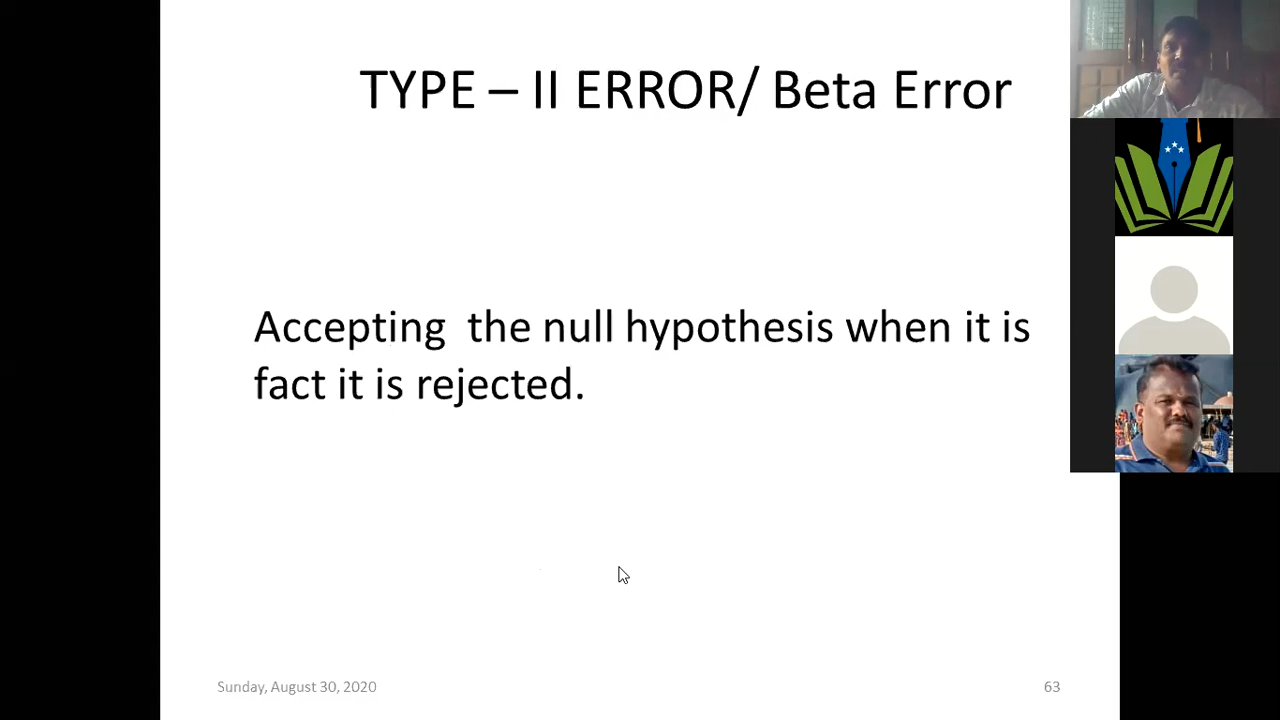 TYPE – II ERROR/ Beta Error
Accepting the null hypothesis when it is
fact it is rejected.
Sunday, August 30, 2020
63